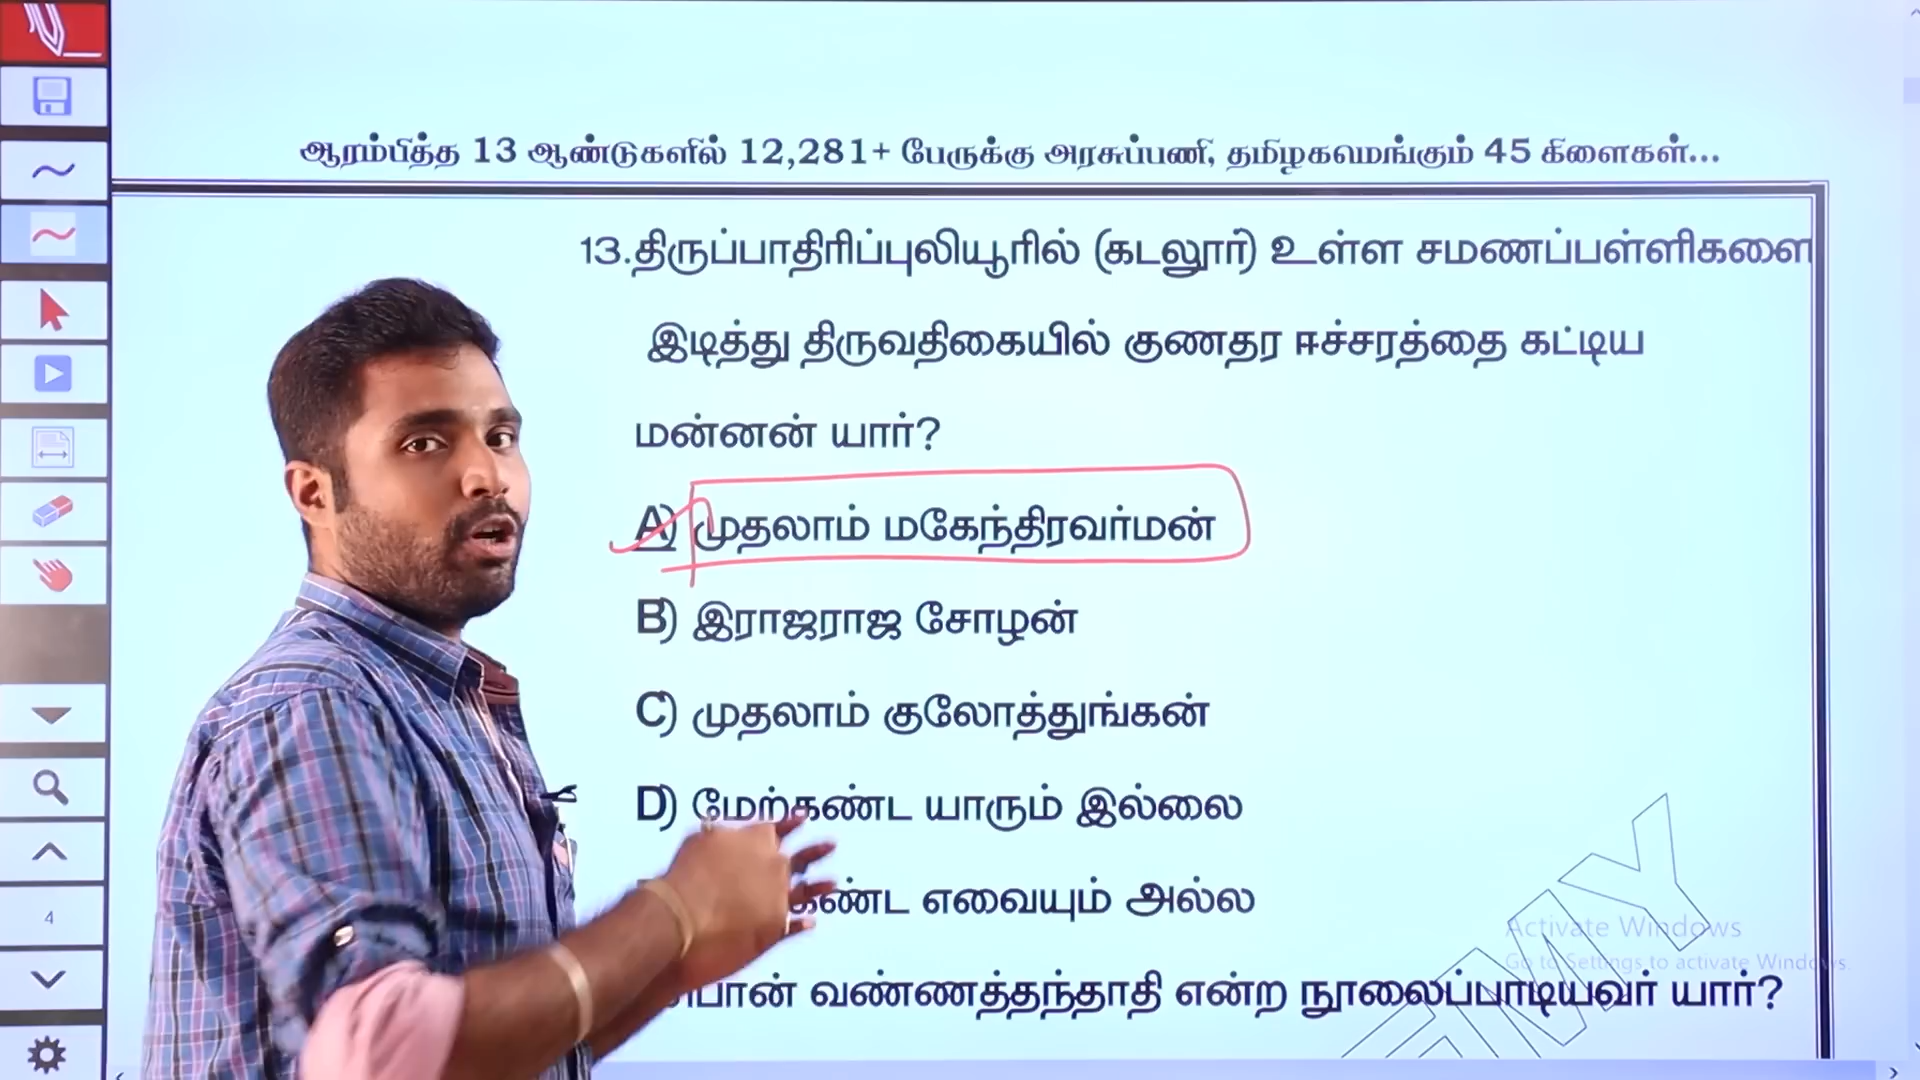 ஆரம்பித்த 13 ஆண்டுகளில் 12,281+ பேருக்கு அரசுப்பணி, தமிழகமெங்கும் 45 கிளைகள்...
13.திருப்பாதிரிப்புலியூரில் (கடலூர்) உள்ள சமணப்பள்ளிகளை
இடித்து திருவதிகையில் குணதர ஈச்சரத்தை கட்டிய
மன்னன் யார்?
A) முதலாம் மகேந்திரவர்மன்
B) இராஜராஜ சோழன்
C) முதலாம் குலோத்துங்கன்
D) மேற்கண்ட யாரும் இல்லை
எவையும் அல்ல
வண்ணத்தந்தாதி என்ற நூலைப்பாடியவர் யார்?
Activate Windows
Go to Settings to activate Windows.
4